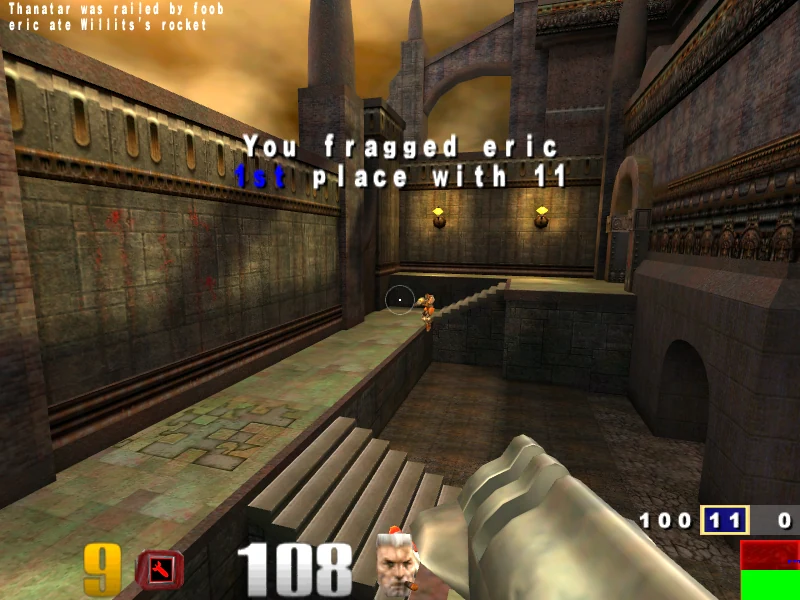 Thanatar was railed by foob
eric ate Willits's rocket
You fragged eric
1st place with 11
100 11 0
9 108